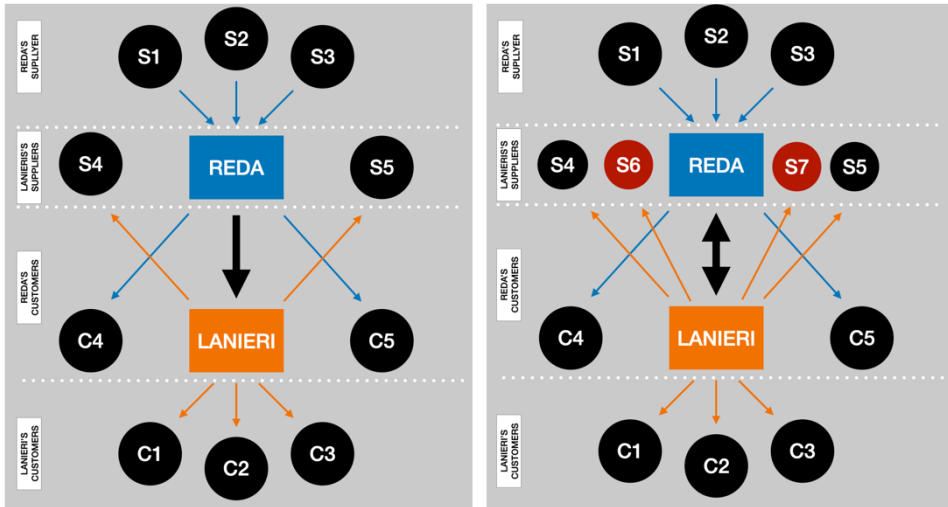 REDA'S
SUPLLYER
S1
S2
S3
LANIERIS'S
SUPPLIERS
S4
REDA
S5
REDA'S
CUSTOMERS
C4
LANIERI
C5
LANIERI'S
CUSTOMERS
C1
C2
C3
REDA'S
SUPLLYER
S1
S2
S3
LANIERIS'S
SUPPLIERS
S4
S6
REDA
S7
S5
REDA'S
CUSTOMERS
C4
LANIERI
C5
LANIERI'S
CUSTOMERS
C1
C2
C3